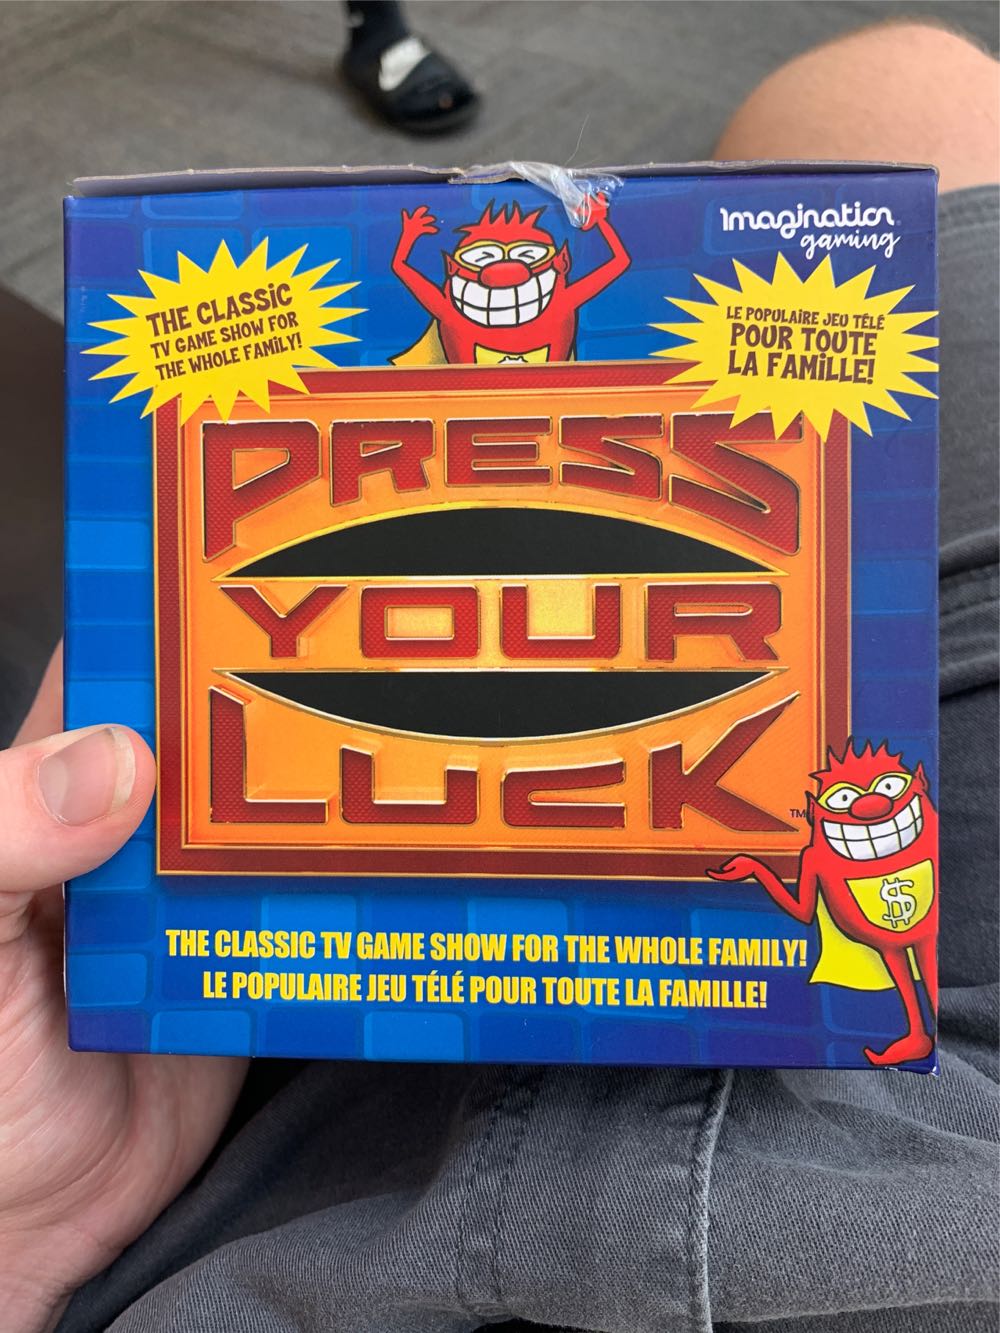 Imagination
gaming
THE CLASSiC
TV GAME SHOW FOR
THE WHOLE FAMiLY!
LE POPULAIRE JEU TÉLÉ
POUR TOUTE
LA FAMiLLE!
PRESS
YOUR
LUCK
TM
$
THE CLASSIC TV GAME SHOW FOR THE WHOLE FAMILY!
LE POPULAIRE JEU TÉLÉ POUR TOUTE LA FAMILLE!